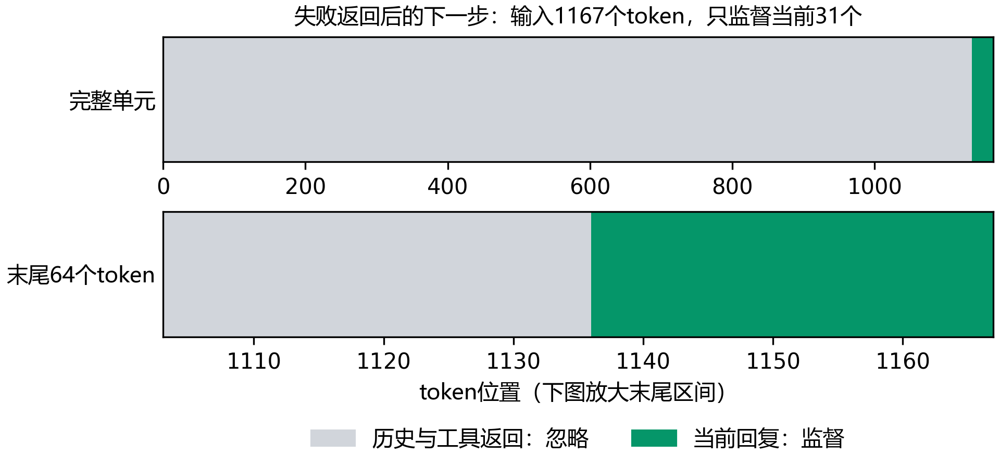 失败返回后的下一步：输入1167个token，只监督当前31个
完整单元
0 200 400 600 800 1000
末尾64个token
1110 1120 1130 1140 1150 1160
token位置（下图放大末尾区间）
历史与工具返回：忽略 当前回复：监督